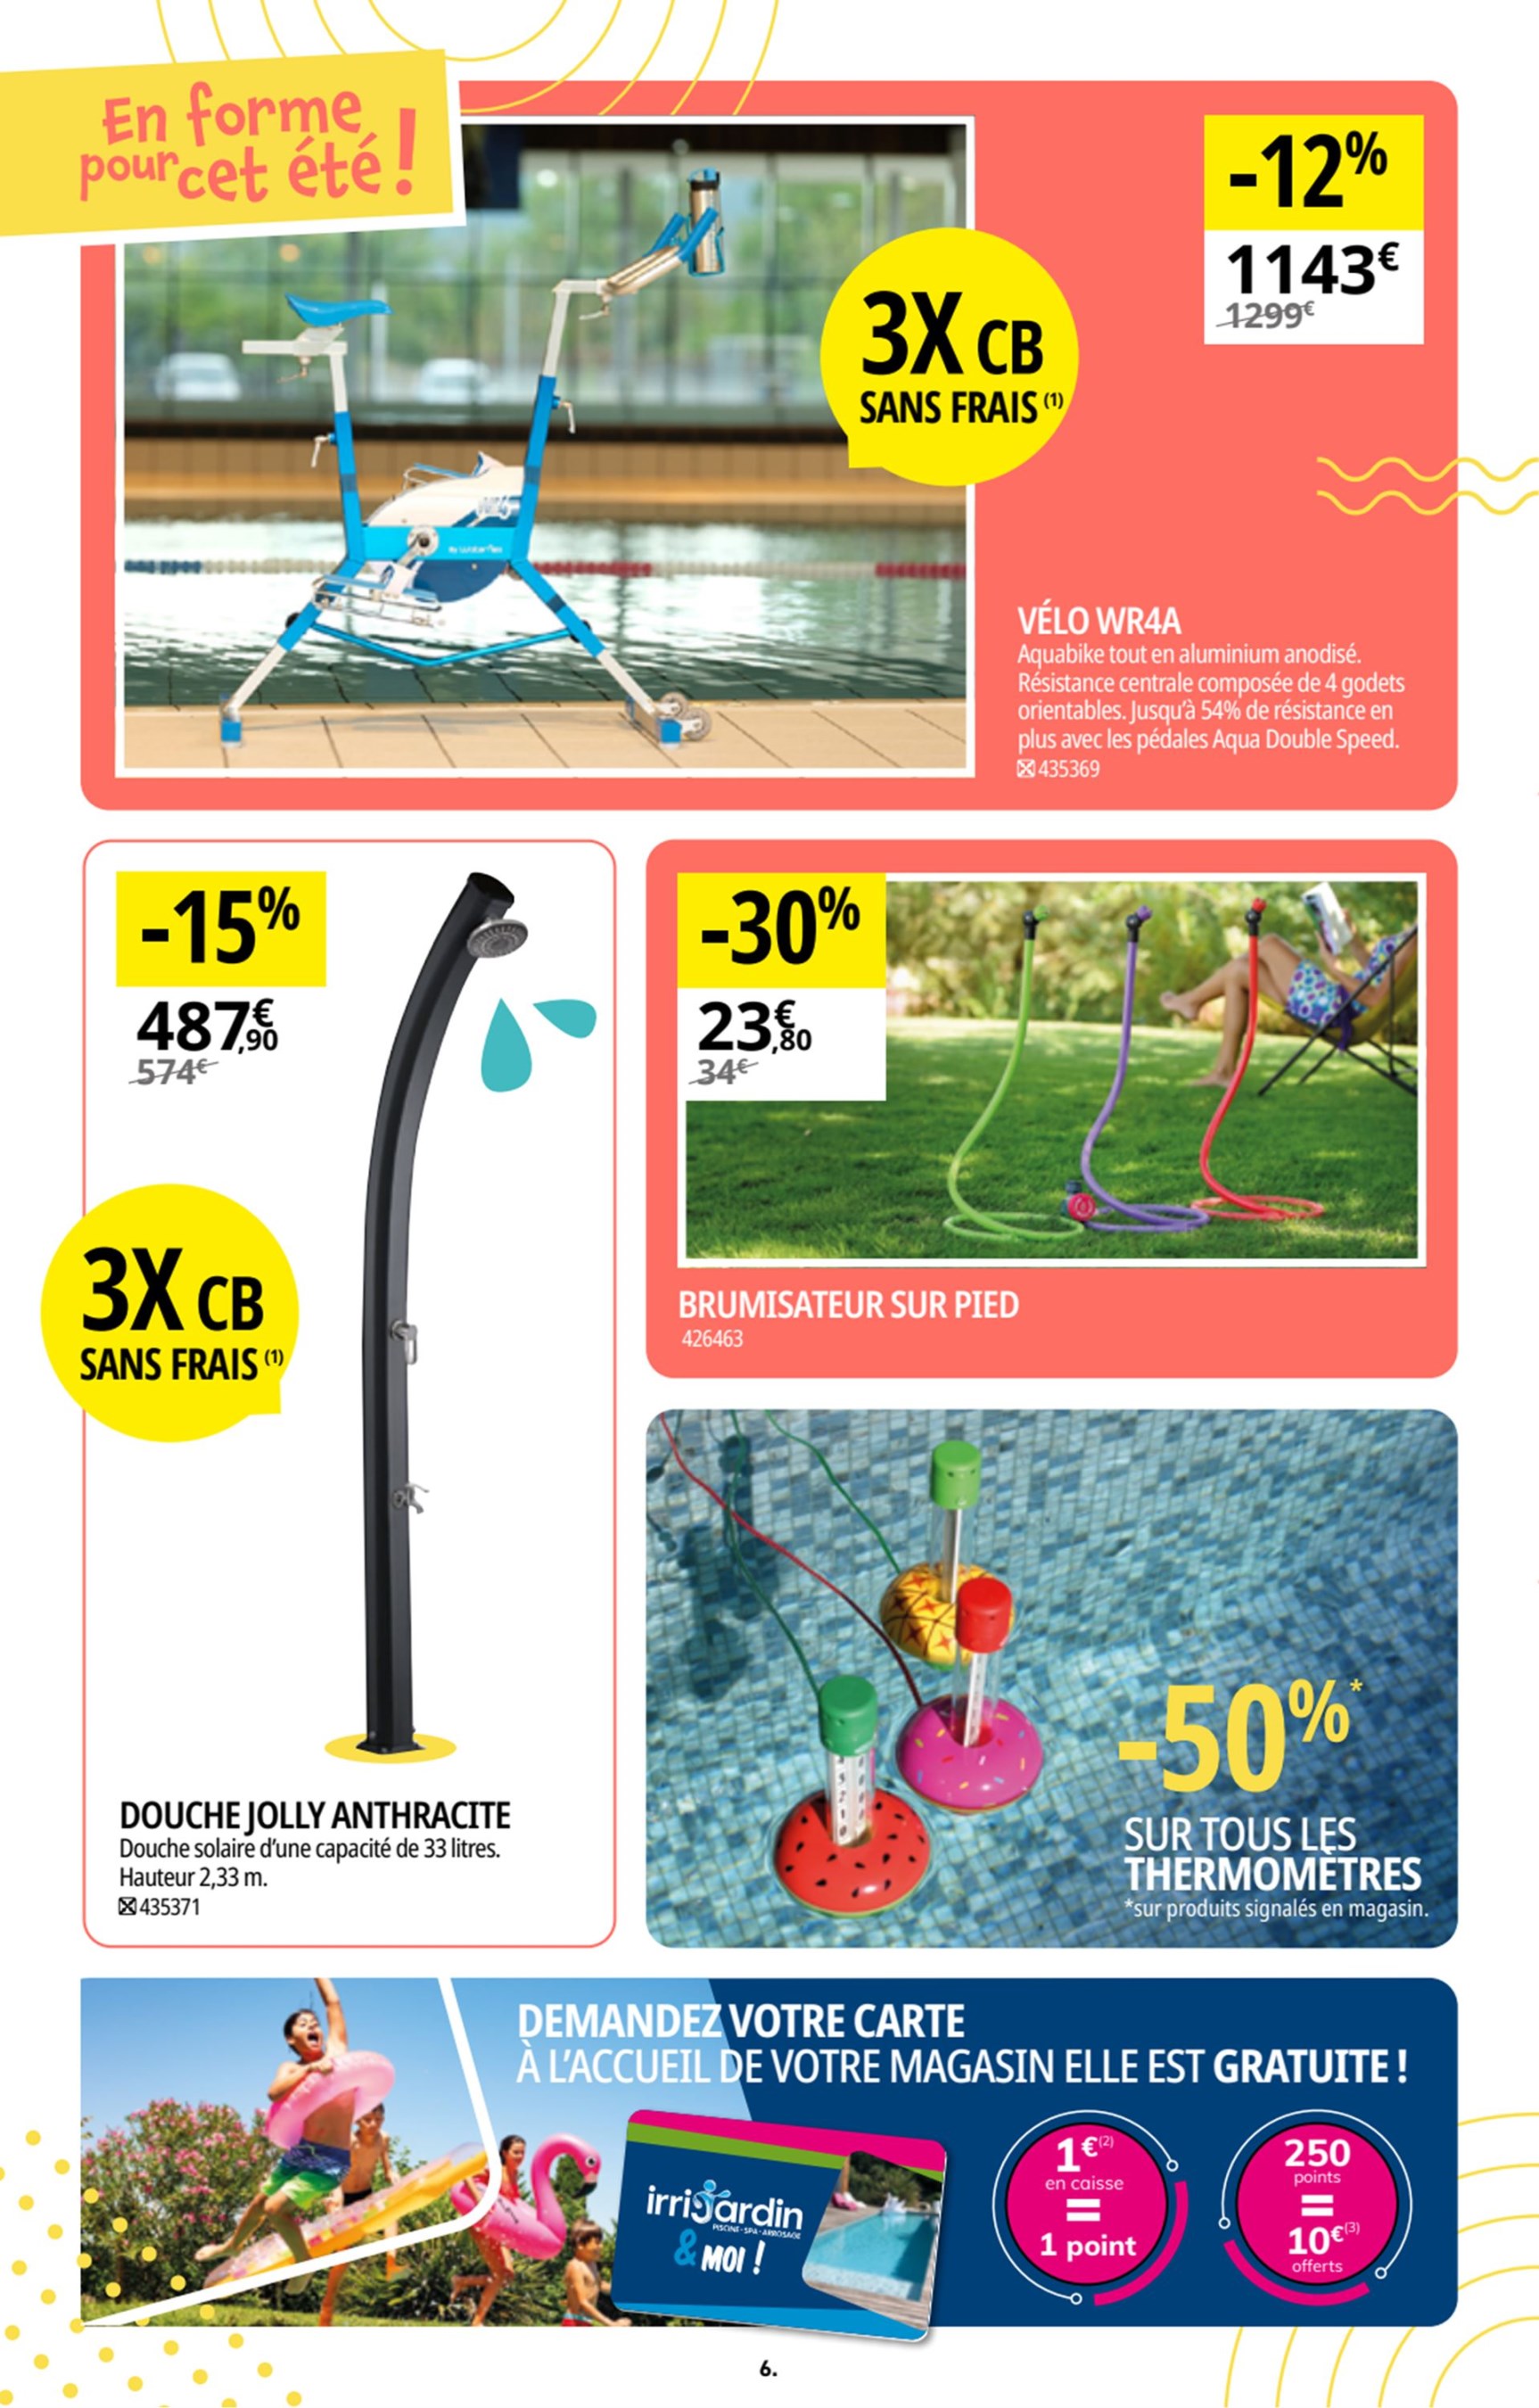 En forme
pour cet été !
-12%
1143€
1299€
3X CB
SANS FRAIS (1)
VÉLO WR4A
Aquabike tout en aluminium anodisé.
Résistance centrale composée de 4 godets
orientables. Jusqu'à 54% de résistance en
plus avec les pédales Aqua Double Speed.
435369
-15%
487,€90
574€
3X CB
SANS FRAIS (1)
DOUCHE JOLLY ANTHRACITE
Douche solaire d'une capacité de 33 litres.
Hauteur 2,33 m.
435371
-30%
23,€80
34€
BRUMISATEUR SUR PIED
426463
-50%*
SUR TOUS LES
THERMOMÈTRES
*sur produits signalés en magasin.
DEMANDEZ VOTRE CARTE
À L'ACCUEIL DE VOTRE MAGASIN ELLE EST GRATUITE !
irrijardin
PISCINE - SPA - ARROSAGE
& MOI !
1€(2)
en caisse
=
1 point
250
points
=
10€(3)
offerts
6.